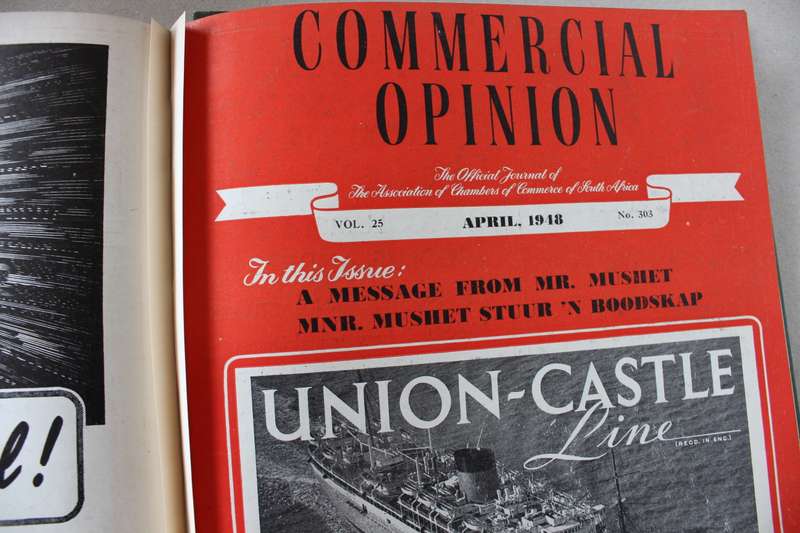 l!
COMMERCIAL
OPINION
The Official Journal of
The Association of Chambers of Commerce of South Africa
VOL. 25 APRIL, 1948 No. 303
In this Issue:
A MESSAGE FROM MR. MUSHET
MNR. MUSHET STUUR 'N BOODSKAP
UNION-CASTLE
Line
(REGD. IN ENG.)